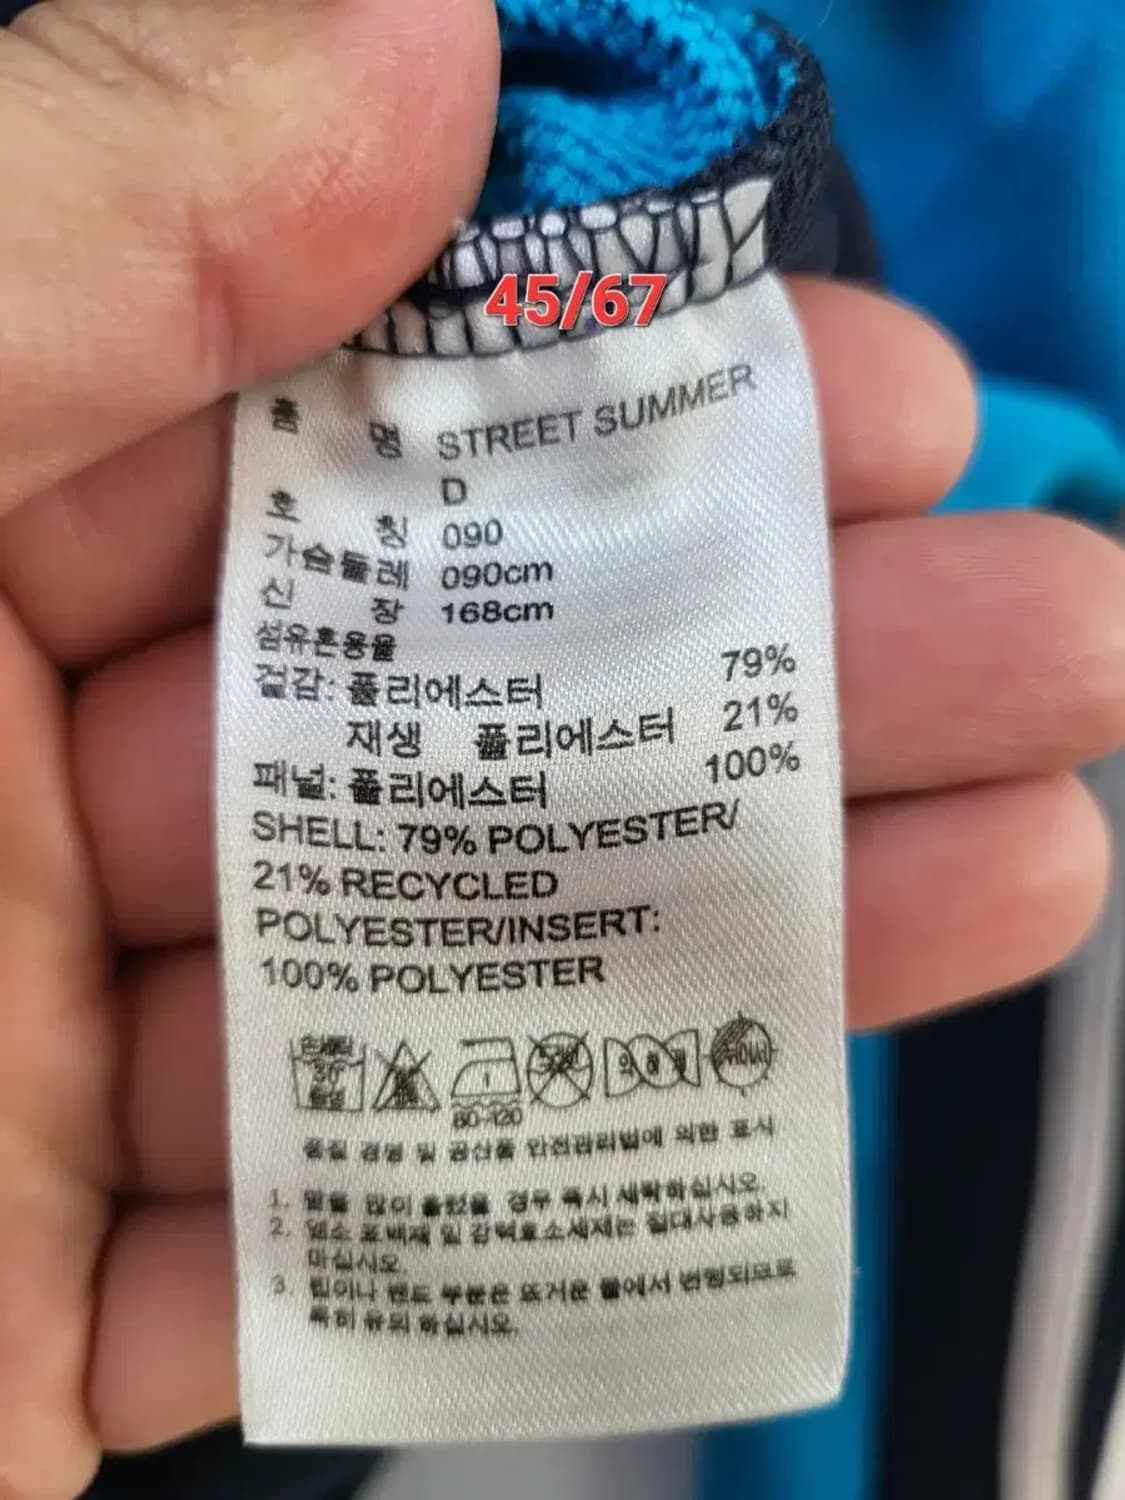 45/67
품 명 STREET SUMMER
D
호 칭 090
가슴둘레 090cm
신 장 168cm
섬유혼용율
겉감: 폴리에스터 79%
재생 폴리에스터 21%
패널: 폴리에스터 100%
SHELL: 79% POLYESTER/
21% RECYCLED
POLYESTER/INSERT:
100% POLYESTER
손세탁
30
중성
80-120
품질 경영 및 공산품 안전관리법에 의한 표시
1. 땀을 많이 흘렸을 경우 즉시 세탁하십시오.
2. 염소 표백제 및 강력효소세제는 절대사용하지
마십시오.
3. 립이나 밴드 부분은 뜨거운 물에서 변형되므로
특히 유의 하십시오.